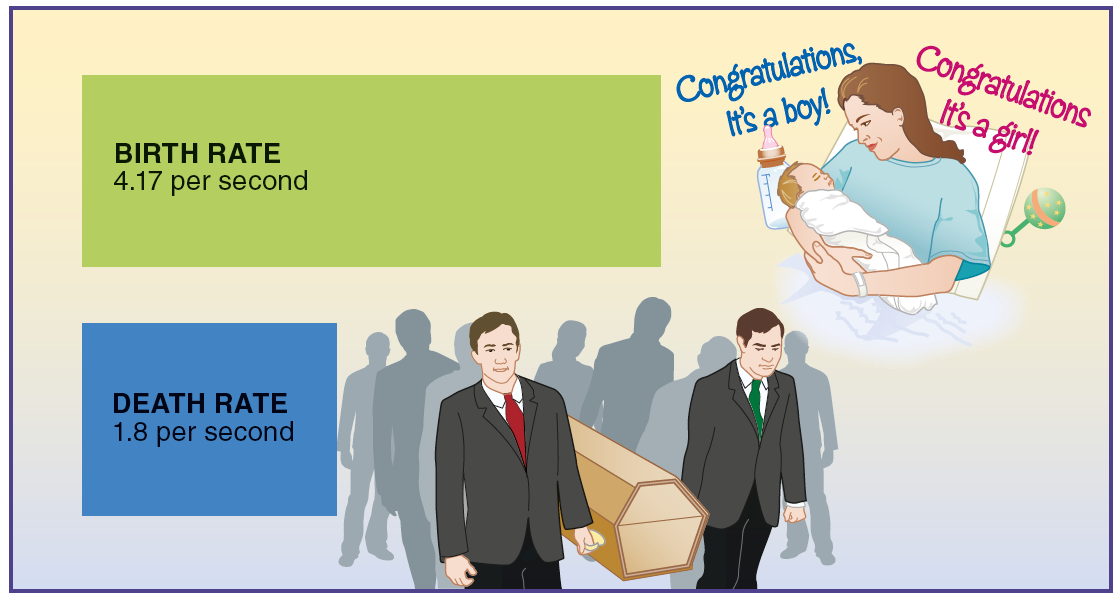 Congratulations,
It's a boy!
Congratulations
It's a girl!
BIRTH RATE
4.17 per second
DEATH RATE
1.8 per second